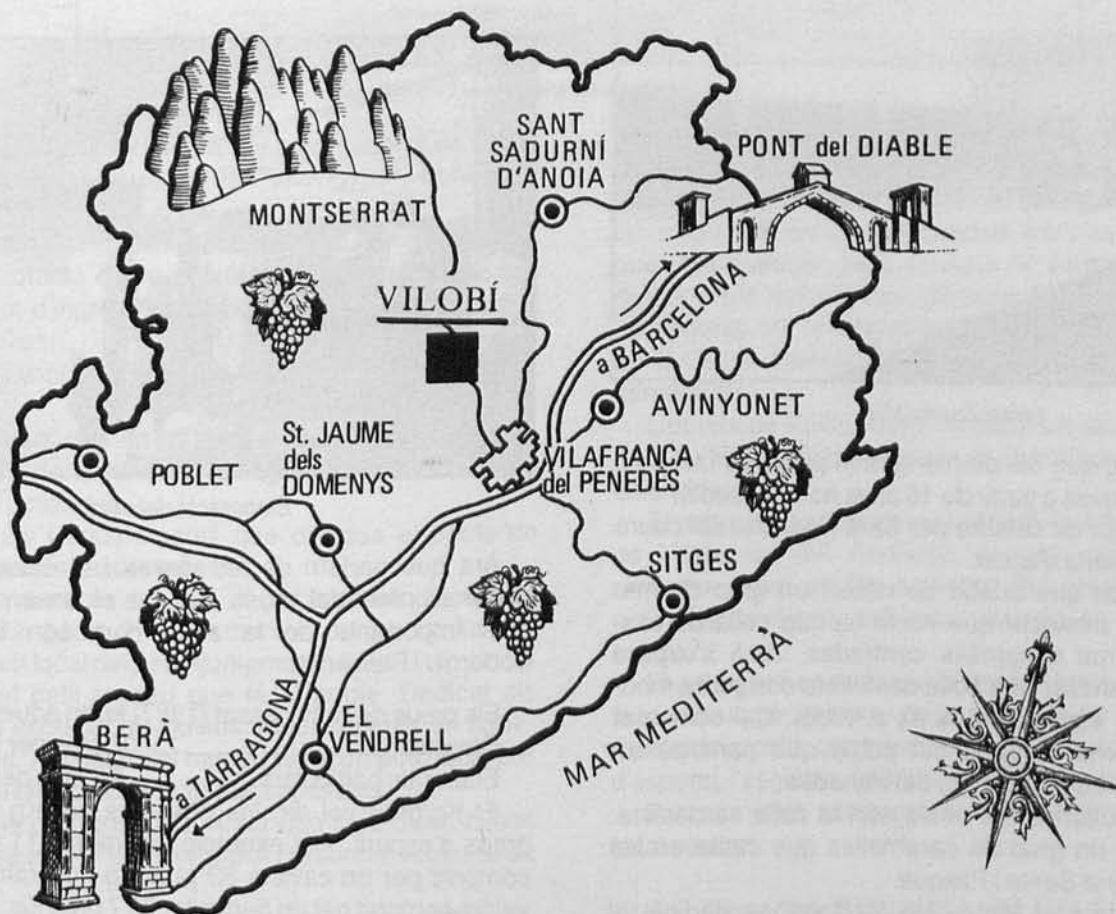 SANT
SADURNÍ
D'ANOIA
PONT del DIABLE
MONTSERRAT
VILOBÍ
a BARCELONA
AVINYONET
St. JAUME
dels
DOMENYS
POBLET
VILAFRANCA
del PENEDES
SITGES
MAR MEDITERRÀ
BERÀ
a TARRAGONA
EL
VENDRELL